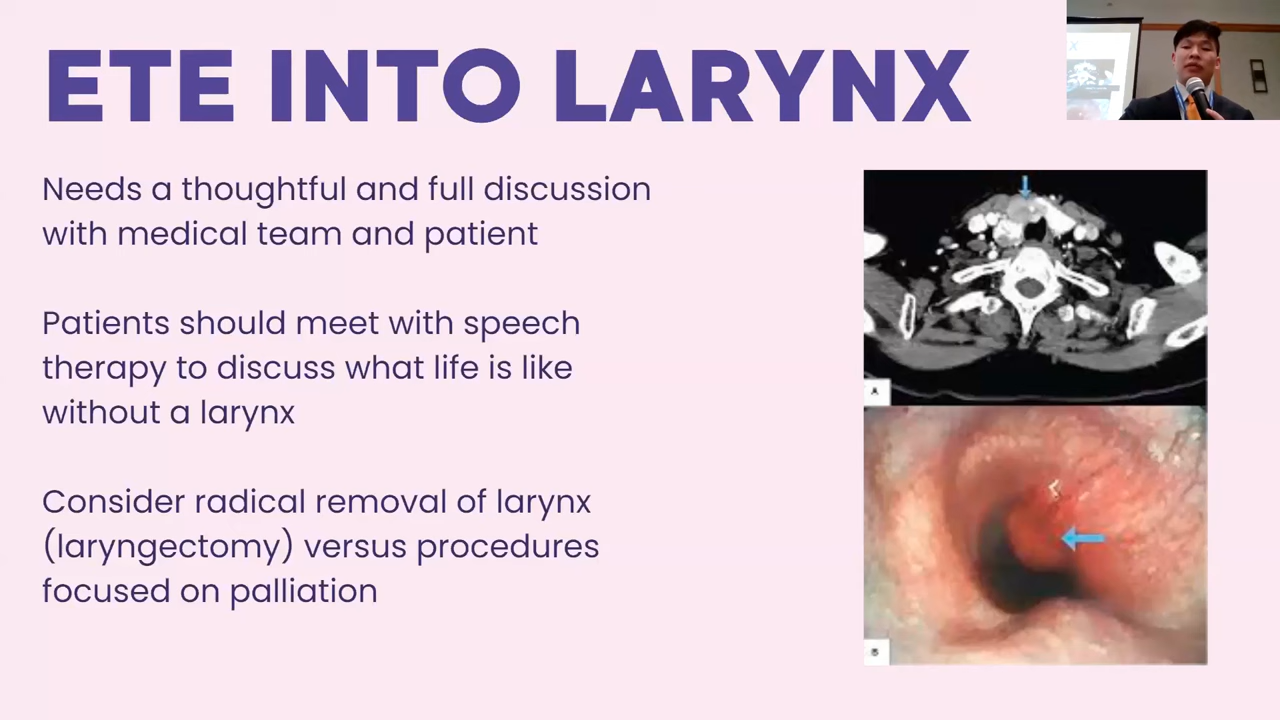 ETE INTO LARYNX
Needs a thoughtful and full discussion
with medical team and patient
Patients should meet with speech
therapy to discuss what life is like
without a larynx
Consider radical removal of larynx
(laryngectomy) versus procedures
focused on palliation
A
B